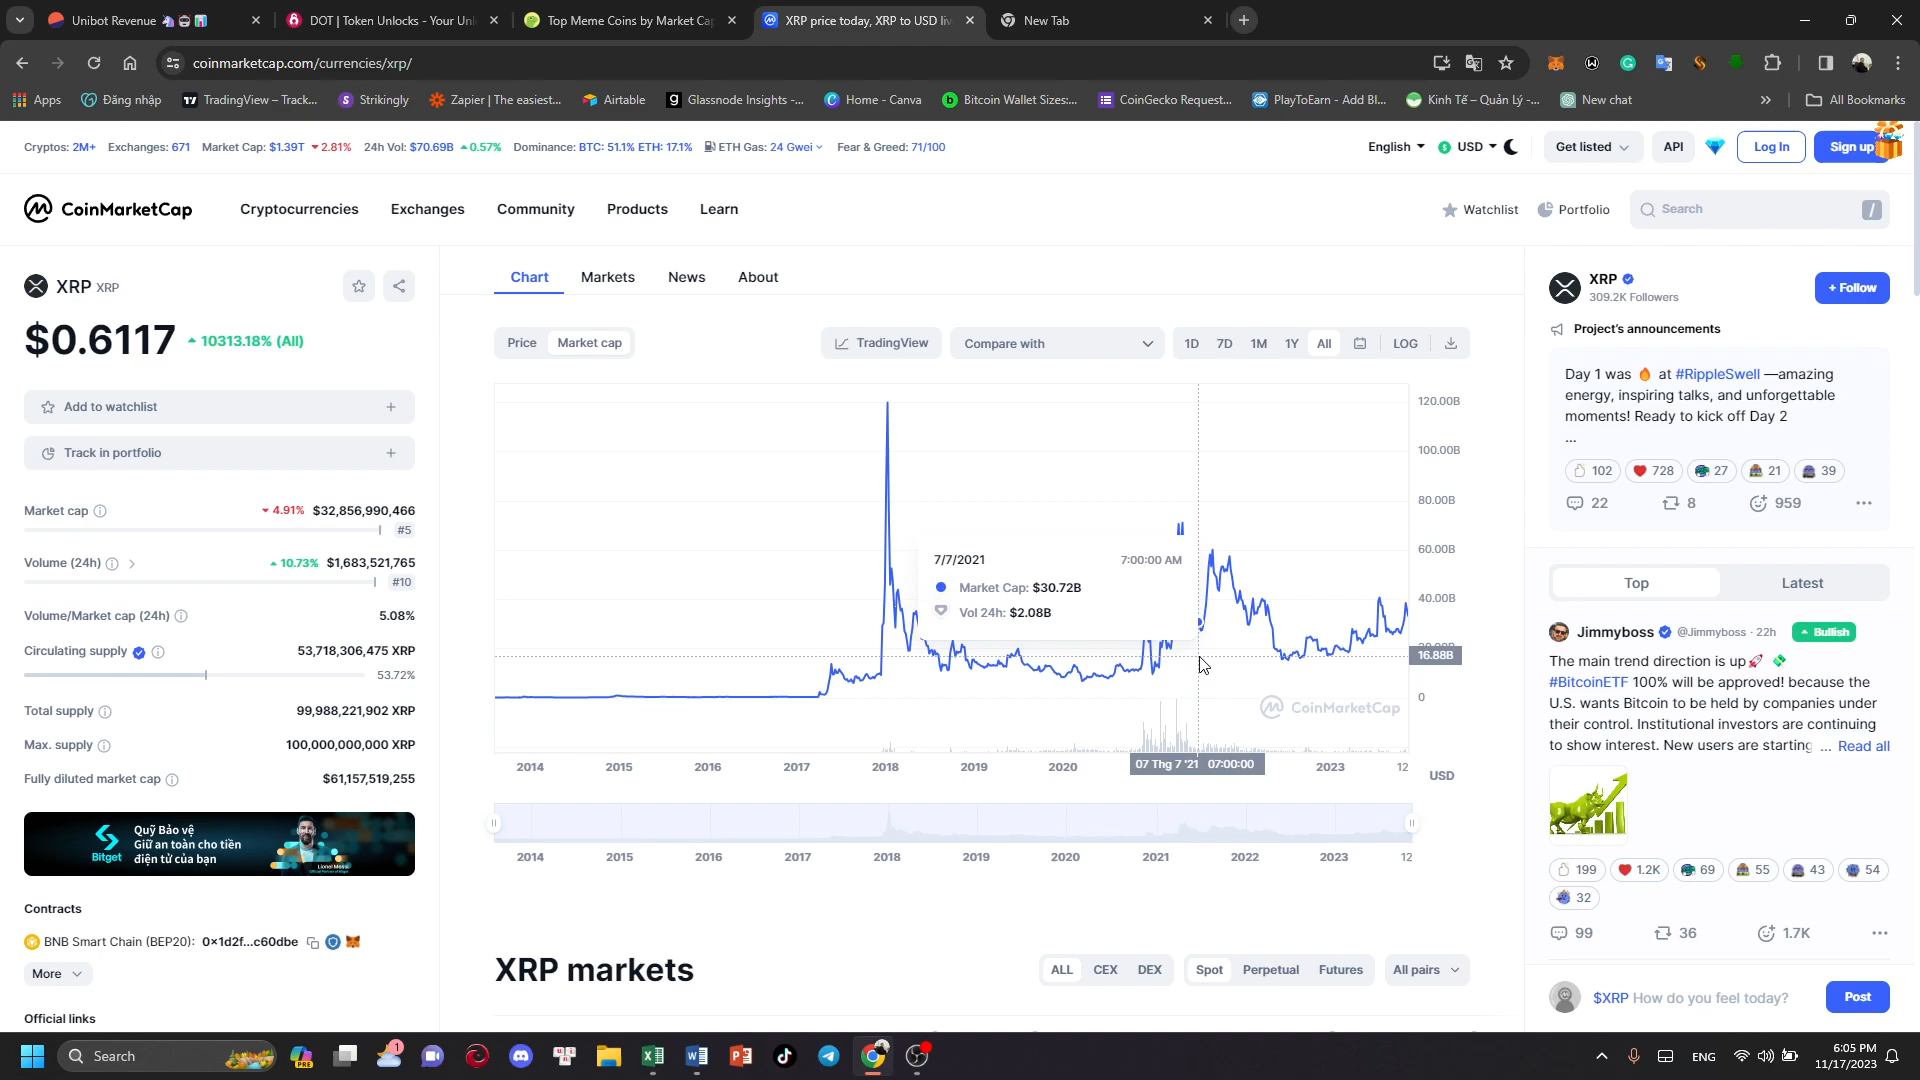 Unibot Revenue
DOT | Token Unlocks - Your Unl
Top Meme Coins by Market Cap
XRP price today, XRP to USD liv
New Tab
coinmarketcap.com/currencies/xrp/
Apps
Đăng nhập
TradingView – Track...
Strikingly
Zapier | The easiest...
Airtable
Glassnode Insights -...
Home - Canva
Bitcoin Wallet Sizes:...
CoinGecko Request...
PlayToEarn - Add Bl...
Kinh Tế – Quản Lý -...
New chat
All Bookmarks
Cryptos: 2M+ Exchanges: 671 Market Cap: $1.39T 2.81% 24h Vol: $70.69B 0.57% Dominance: BTC: 51.1% ETH: 17.1% ETH Gas: 24 Gwei Fear & Greed: 71/100
English USD Get listed API Log In Sign up
CoinMarketCap
Cryptocurrencies Exchanges Community Products Learn
Watchlist Portfolio Search /
XRP XRP
$0.6117 10313.18% (All)
Add to watchlist +
Track in portfolio +
Market cap 4.91% $32,856,990,466
#5
Volume (24h) 10.73% $1,683,521,765
#10
Volume/Market cap (24h) 5.08%
Circulating supply 53,718,306,475 XRP
53.72%
Total supply 99,988,221,902 XRP
Max. supply 100,000,000,000 XRP
Fully diluted market cap $61,157,519,255
Bitget
Quỹ Bảo vệ
Giữ an toàn cho tiền
điện tử của bạn
Lionel Messi
Contracts
BNB Smart Chain (BEP20): 0x1d2f...c60dbe
More
Official links
Chart Markets News About
Price Market cap
TradingView
Compare with
1D 7D 1M 1Y All LOG
120.00B
100.00B
80.00B
60.00B
40.00B
16.88B
0
7/7/2021 7:00:00 AM
Market Cap: $30.72B
Vol 24h: $2.08B
CoinMarketCap
2014 2015 2016 2017 2018 2019 2020 07 Thg 7 '21 07:00:00 2023 12
USD
2014 2015 2016 2017 2018 2019 2020 2021 2022 2023 12
XRP markets
ALL CEX DEX
Spot Perpetual Futures
All pairs
XRP
309.2K Followers
+ Follow
Project's announcements
Day 1 was at #RippleSwell —amazing
energy, inspiring talks, and unforgettable
moments! Ready to kick off Day 2
...
102 728 27 21 39
22 8 959
Top Latest
Jimmyboss @Jimmyboss · 22h Bullish
The main trend direction is up
#BitcoinETF 100% will be approved! because the
U.S. wants Bitcoin to be held by companies under
their control. Institutional investors are continuing
to show interest. New users are starting ... Read all
199 1.2K 69 55 43 54
32
99 36 1.7K
$XRP How do you feel today?
Post
Search
PRE
1
ENG
6:05 PM
11/17/2023